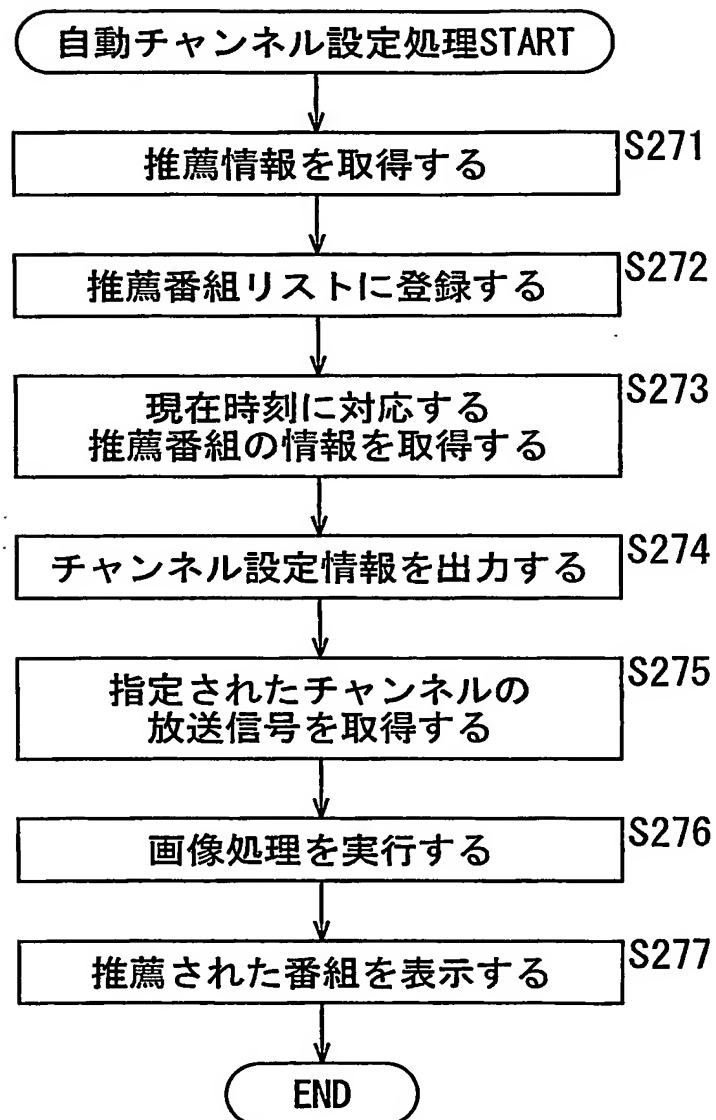 自動チャンネル設定処理START
推薦情報を取得する
S271
推薦番組リストに登録する
S272
現在時刻に対応する
推薦番組の情報を取得する
S273
チャンネル設定情報を出力する
S274
指定されたチャンネルの
放送信号を取得する
S275
画像処理を実行する
S276
推薦された番組を表示する
S277
END